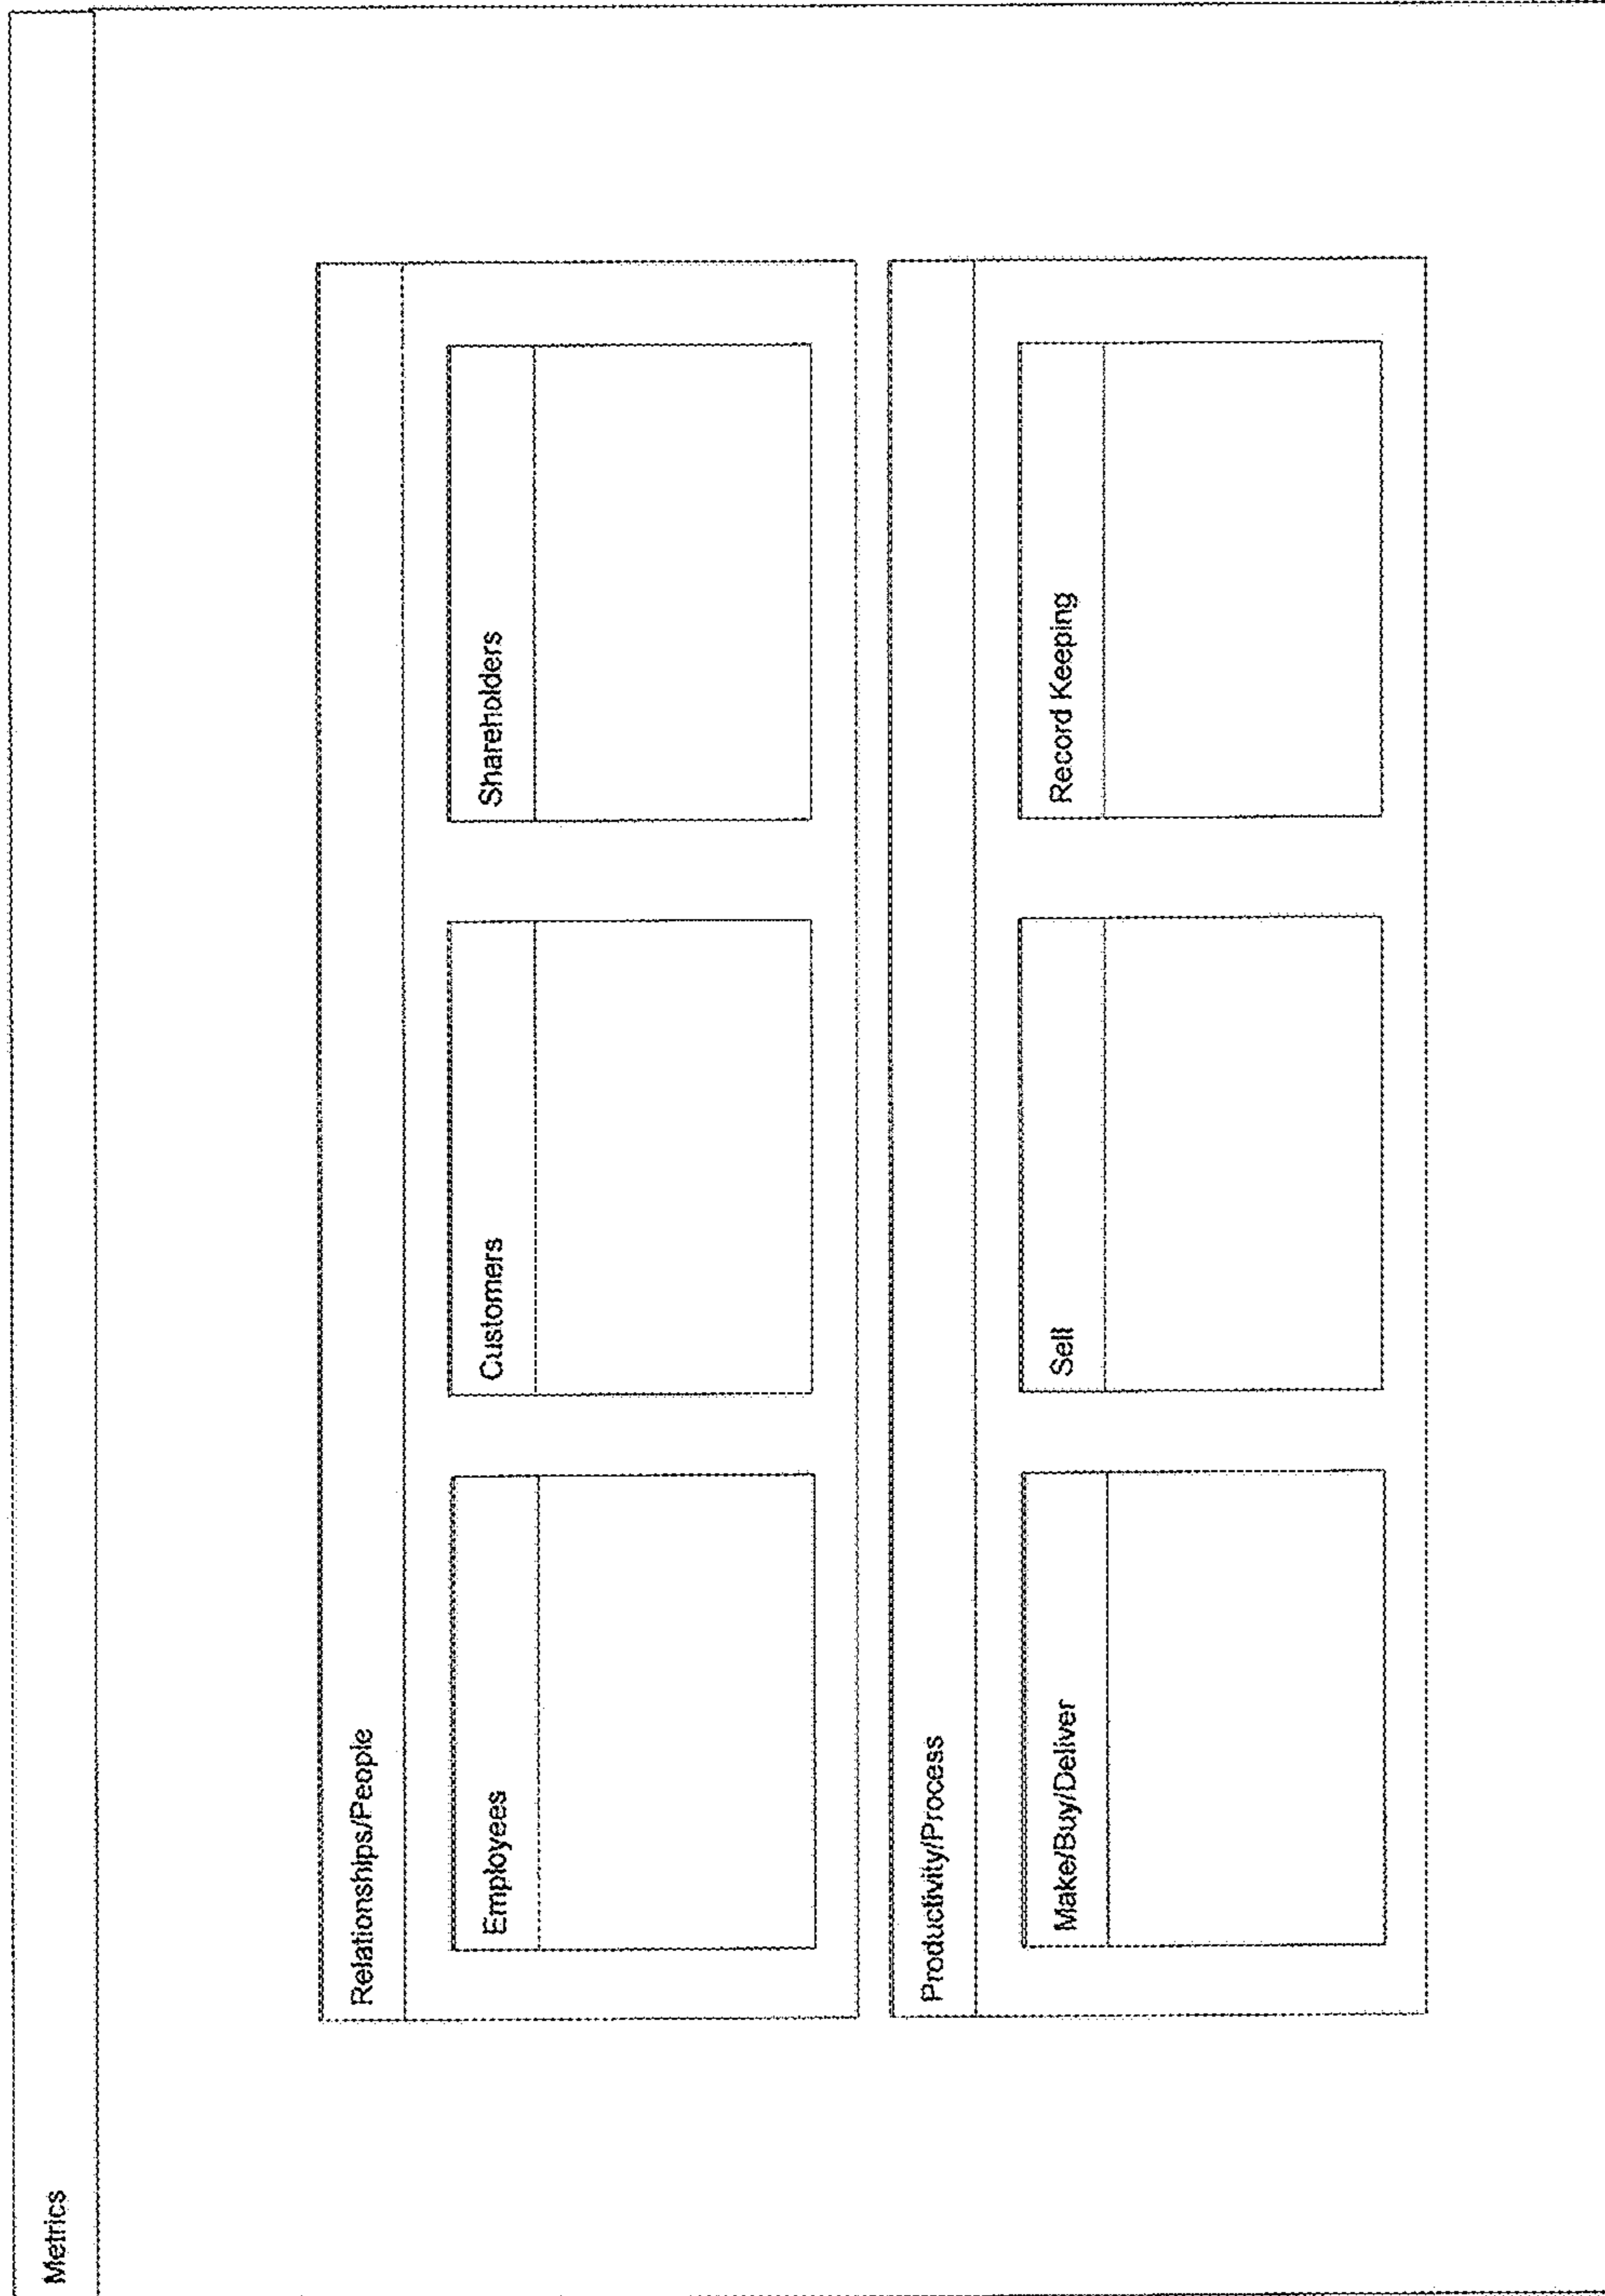 Metrics
Relationships/People
Employees
Customers
Shareholders
Productivity/Process
Make/Buy/Deliver
Sell
Record Keeping